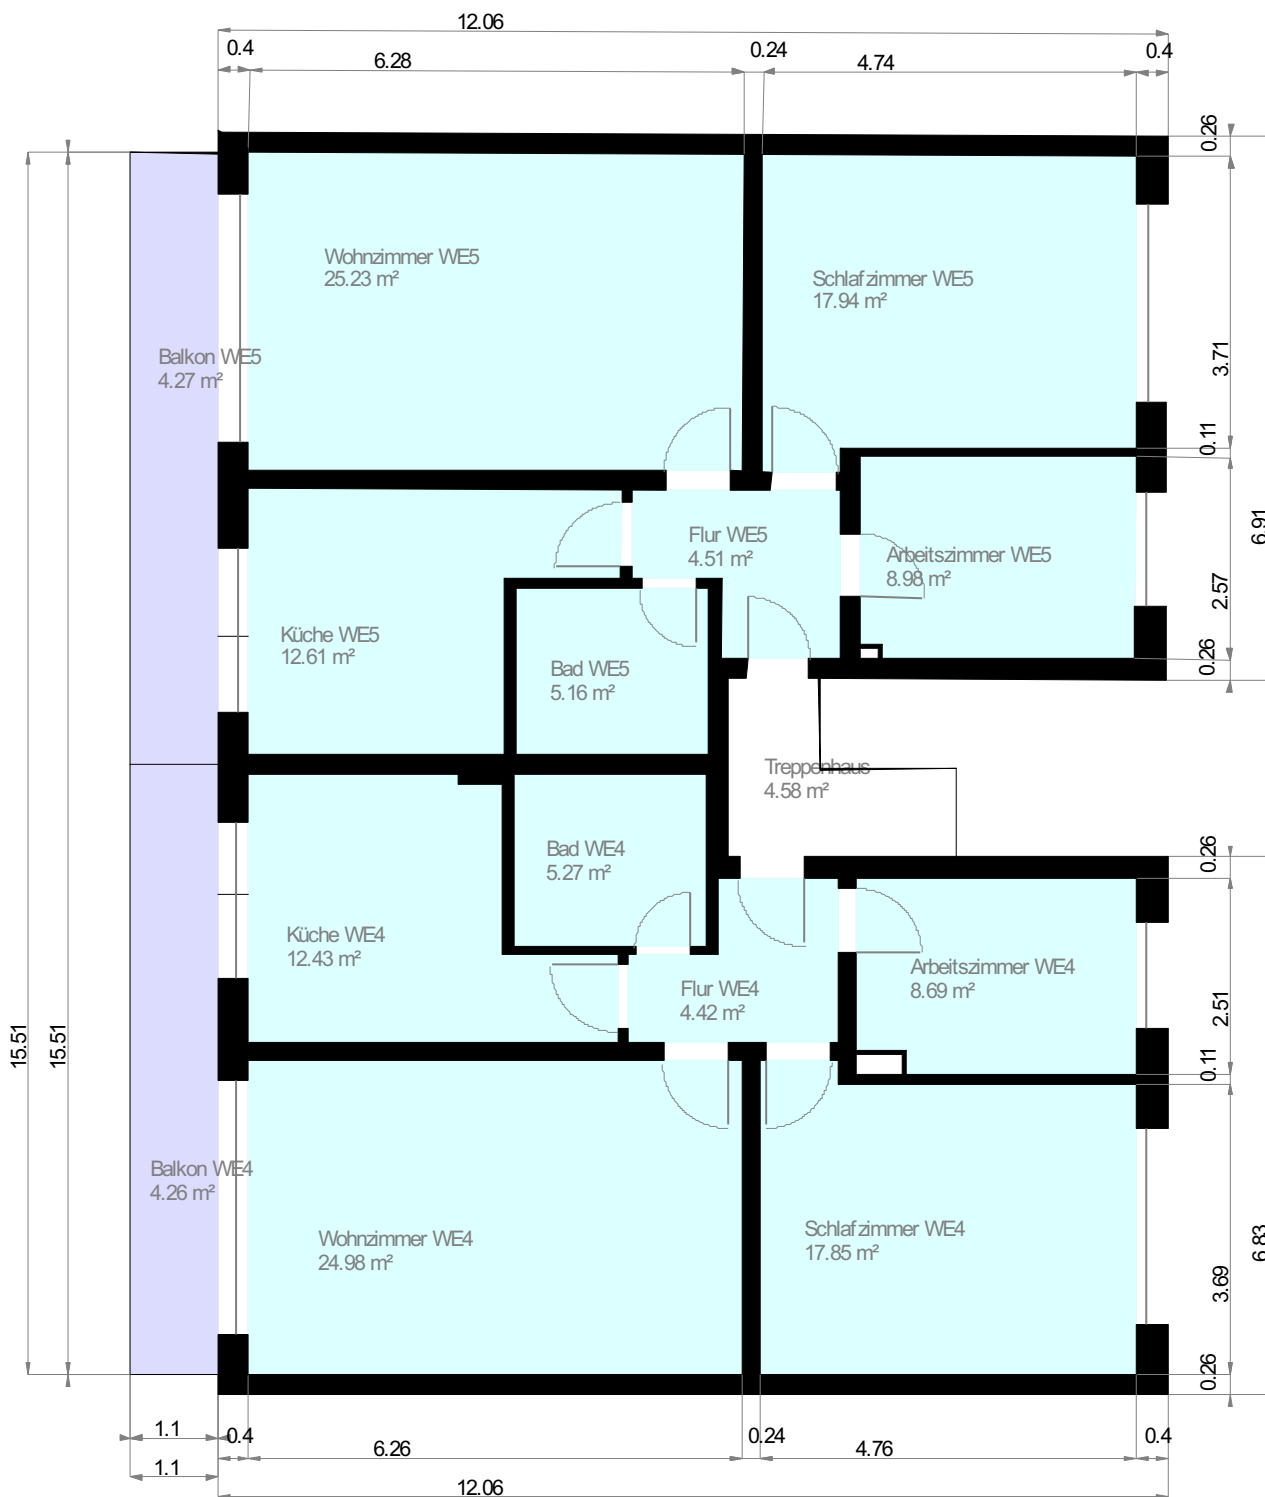 12.06
0.4
6.28
0.24
4.74
0.4
0.26
Wohnzimmer WE5
25.23 m²
Schlafzimmer WE5
17.94 m²
Balkon WE5
4.27 m²
3.71
0.11
Flur WE5
4.51 m²
Arbeitszimmer WE5
8.98 m²
6.91
2.57
Küche WE5
12.61 m²
Bad WE5
5.16 m²
0.26
Treppenhaus
4.58 m²
Bad WE4
5.27 m²
0.26
Küche WE4
12.43 m²
Flur WE4
4.42 m²
Arbeitszimmer WE4
8.69 m²
2.51
0.11
15.51
15.51
Balkon WE4
4.26 m²
Wohnzimmer WE4
24.98 m²
Schlafzimmer WE4
17.85 m²
6.83
3.69
0.26
1.1
0.4
6.26
0.24
4.76
0.4
1.1
12.06